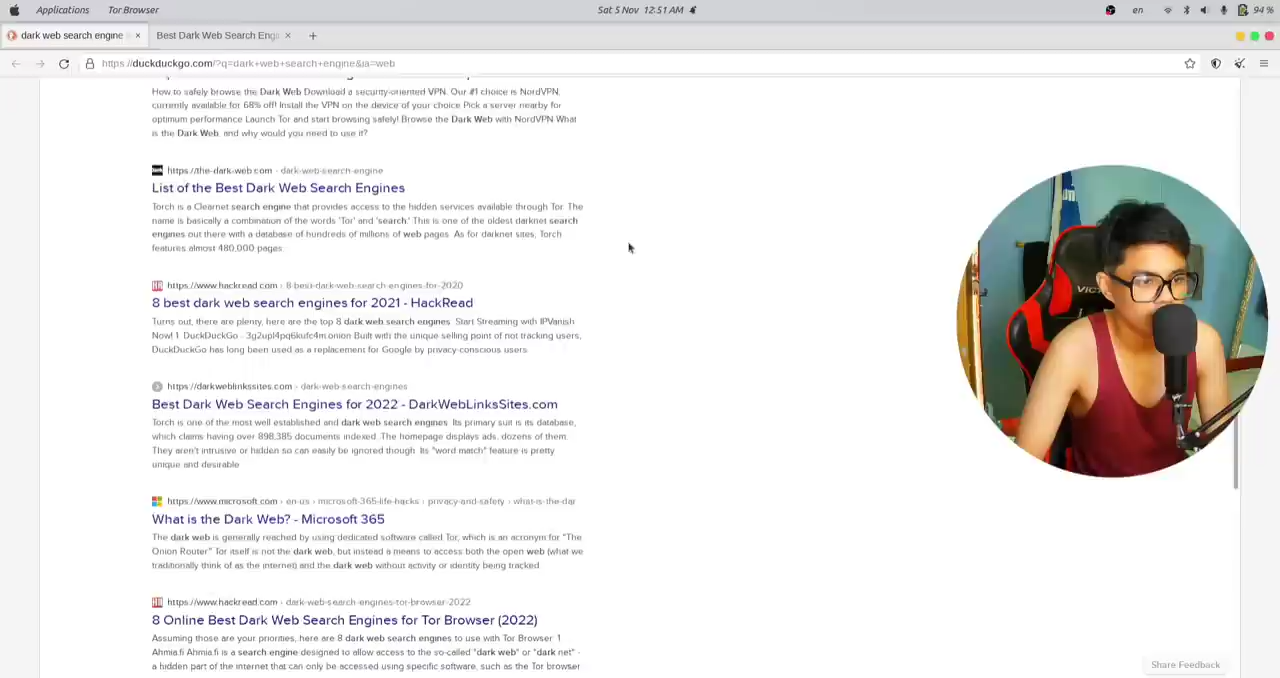 Applications Tor Browser Sat 5 Nov 12:51 AM en 94 %
dark web search engine × Best Dark Web Search Engi × +
https://duckduckgo.com/?q=dark+web+search+engine&ia=web
How to safely browse the Dark Web Download a security-oriented VPN. Our #1 choice is NordVPN,
currently available for 68% off! Install the VPN on the device of your choice Pick a server nearby for
optimum performance Launch Tor and start browsing safely! Browse the Dark Web with NordVPN What
is the Dark Web, and why would you need to use it?
https://the-dark-web.com › dark-web-search-engine
List of the Best Dark Web Search Engines
Torch is a Clearnet search engine that provides access to the hidden services available through Tor. The
name is basically a combination of the words 'Tor' and 'search.' This is one of the oldest darknet search
engines out there with a database of hundreds of millions of web pages. As for darknet sites, Torch
features almost 480,000 pages.
https://www.hackread.com › 8-best-dark-web-search-engines-for-2020
8 best dark web search engines for 2021 - HackRead
Turns out, there are plenty, here are the top 8 dark web search engines. Start Streaming with IPVanish
Now! 1. DuckDuckGo - 3g2upl4pq6kufc4m.onion Built with the unique selling point of not tracking users,
DuckDuckGo has long been used as a replacement for Google by privacy-conscious users.
https://darkweblinkssites.com › dark-web-search-engines
Best Dark Web Search Engines for 2022 - DarkWebLinksSites.com
Torch is one of the most well established and dark web search engines. Its primary suit is its database,
which claims having over 898,385 documents indexed. The homepage displays ads, dozens of them.
They aren't intrusive or hidden so can easily be ignored though. Its "word match" feature is pretty
unique and desirable
https://www.microsoft.com › en-us › microsoft-365-life-hacks › privacy-and-safety › what-is-the-dar
What is the Dark Web? - Microsoft 365
The dark web is generally reached by using dedicated software called Tor, which is an acronym for "The
Onion Router" Tor itself is not the dark web, but instead a means to access both the open web (what we
traditionally think of as the internet) and the dark web without activity or identity being tracked
https://www.hackread.com › dark-web-search-engines-tor-browser-2022
8 Online Best Dark Web Search Engines for Tor Browser (2022)
Assuming those are your priorities, here are 8 dark web search engines to use with Tor Browser 1
Ahmia.fi Ahmia.fi is a search engine designed to allow access to the so-called "dark web" or "dark net" -
a hidden part of the internet that can only be accessed using specific software, such as the Tor browser
Share Feedback
VIC